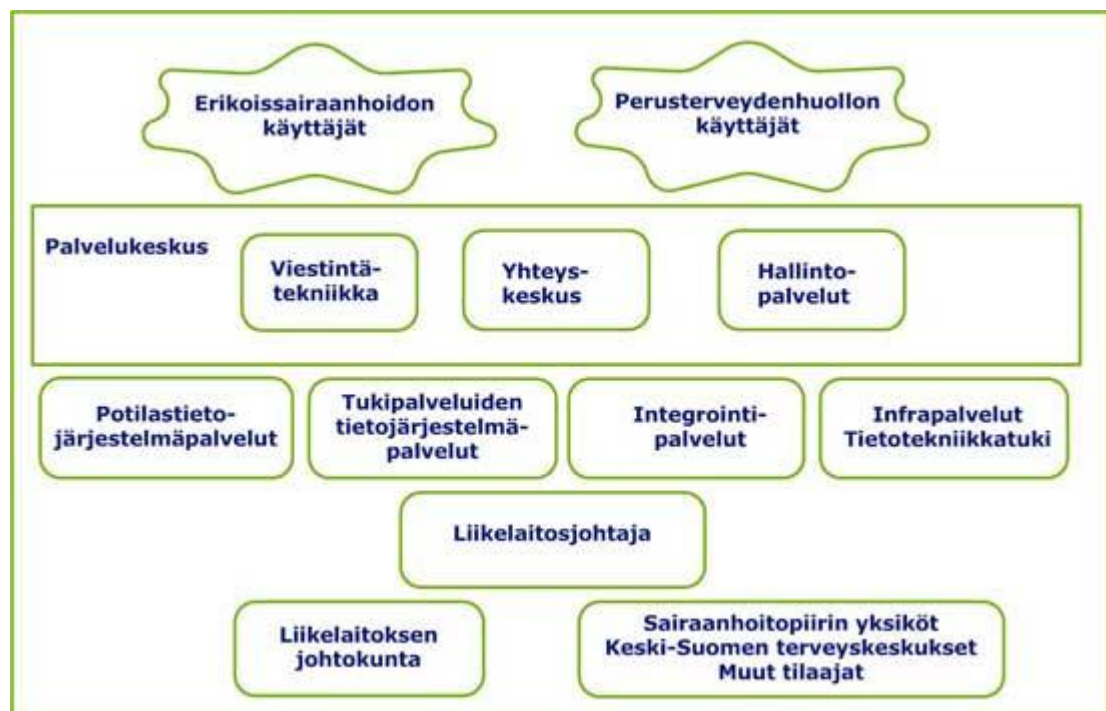 Erikoissairaanhoidon
käyttäjät
Perusterveydenhuollon
käyttäjät
Palvelukeskus
Viestintä-
tekniikka
Yhteys-
keskus
Hallinto-
palvelut
Potilastieto-
järjestelmäpalvelut
Tukipalveluiden
tietojärjestelmä-
palvelut
Integrointi-
palvelut
Infrapalvelut
Tietotekniikkatuki
Liikelaitosjohtaja
Liikelaitoksen
johtokunta
Sairaanhoitopiirin yksiköt
Keski-Suomen terveyskeskukset
Muut tilaajat